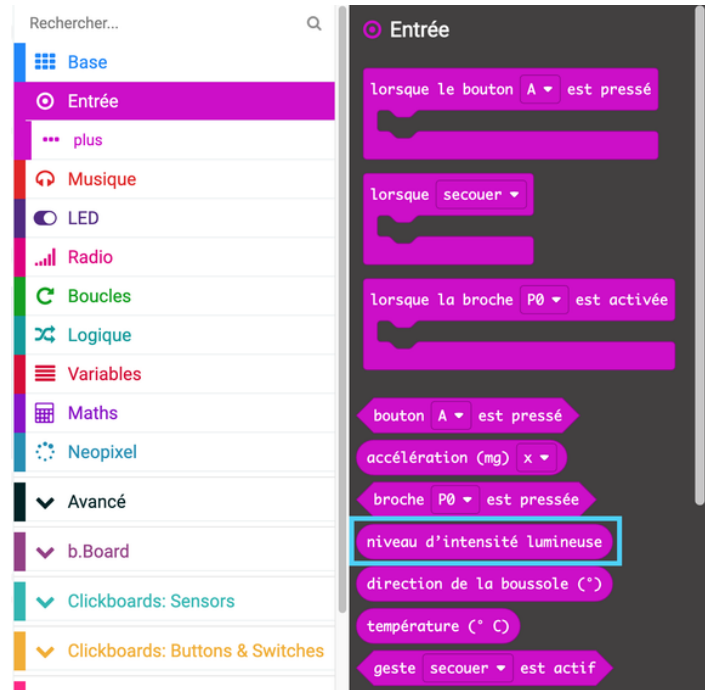 Rechercher...
Base
Entrée
plus
Musique
LED
Radio
Boucles
Logique
Variables
Maths
Neopixel
Avancé
b.Board
Clickboards: Sensors
Clickboards: Buttons & Switches
Entrée
lorsque le bouton A est pressé
lorsque secouer
lorsque la broche P0 est activée
bouton A est pressé
accélération (mg) x
broche P0 est pressée
niveau d'intensité lumineuse
direction de la boussole (°)
température (° C)
geste secouer est actif